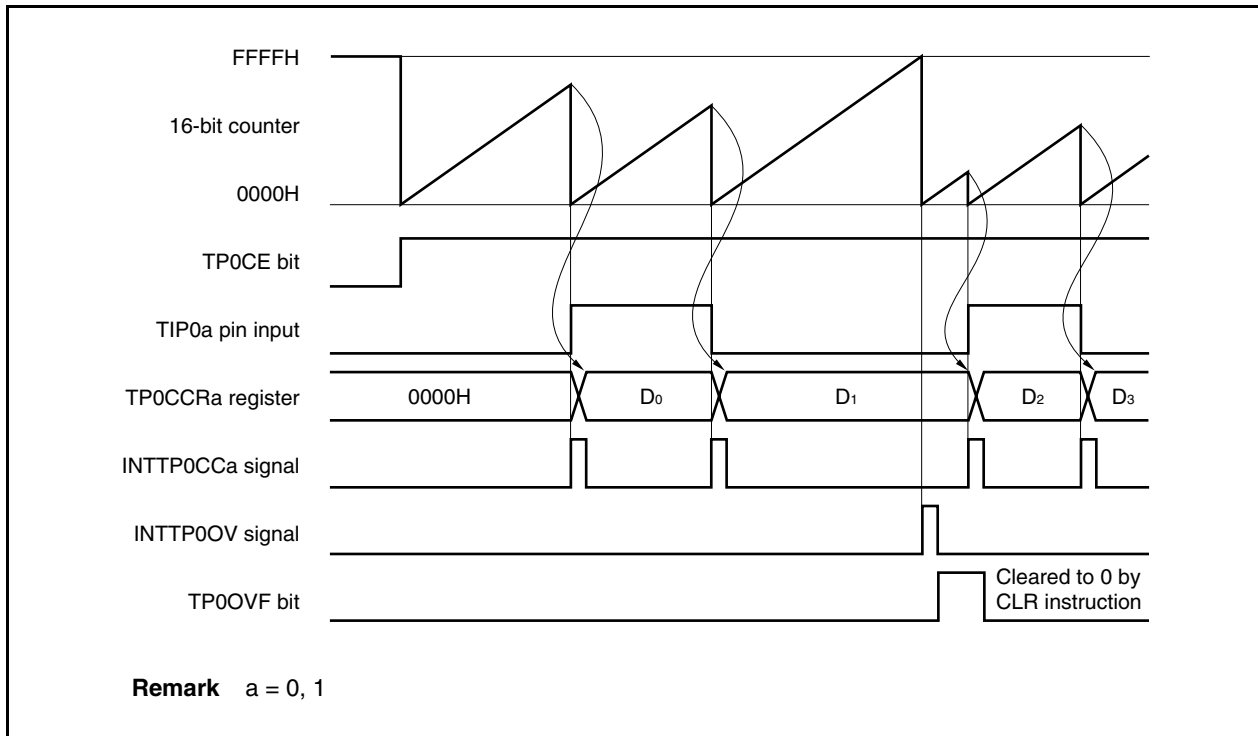 FFFFH
16-bit counter
0000H
TP0CE bit
TIP0a pin input
TP0CCRa register
0000H D0 D1 D2 D3
INTTP0CCa signal
INTTP0OV signal
TP0OVF bit
Cleared to 0 by
CLR instruction
Remark a = 0, 1